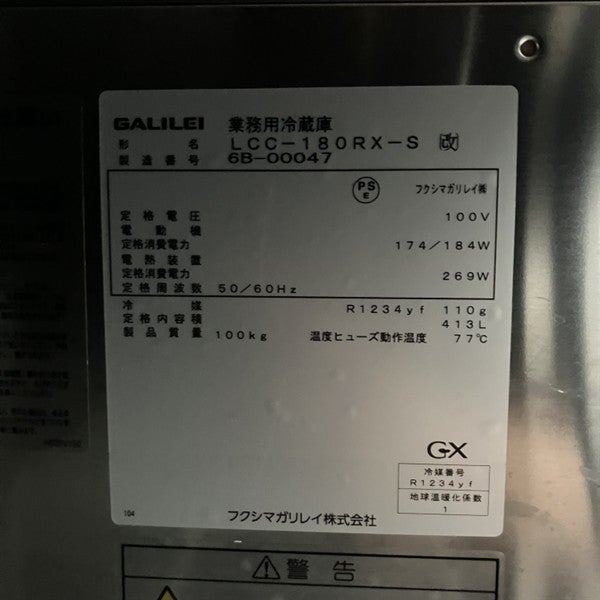 GALILEI 業務用冷蔵庫
形名 LCC-180RX-S 改
製造番号 6B-00047
PS E フクシマガリレイ㈱
定格電圧 100V
電動機
定格消費電力 174/184W
電熱装置
定格消費電力 269W
定格周波数 50/60Hz
冷媒 R1234yf 110g
定格内容積 413L
製品質量 100kg 温度ヒューズ動作温度 77℃
GX
冷媒番号
R1234yf
地球温暖化係数
1
104 フクシマガリレイ株式会社
警告